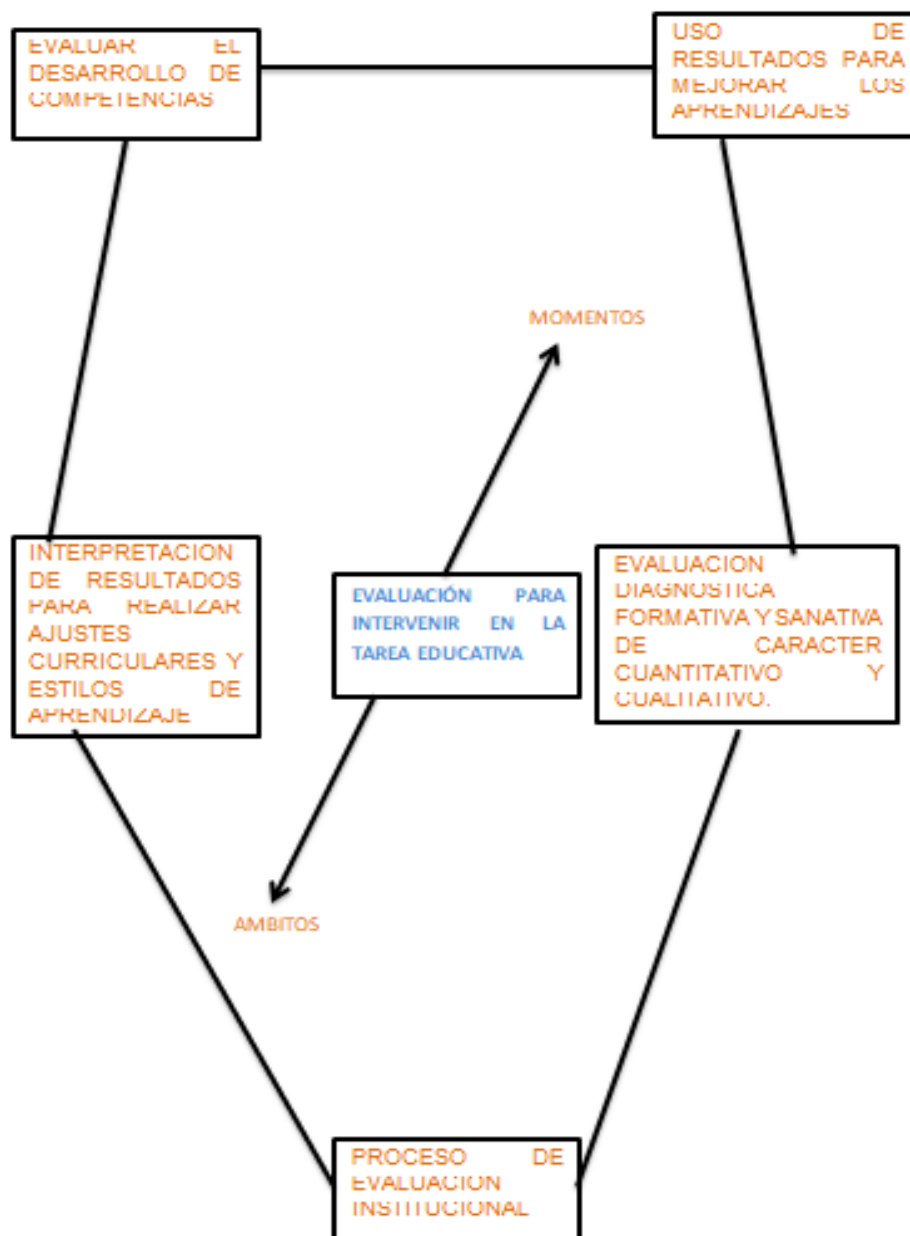 EVALUAR EL
DESARROLLO DE
COMPETENCIAS
USO DE
RESULTADOS PARA
MEJORAR LOS
APRENDIZAJES
MOMENTOS
INTERPRETACION
DE RESULTADOS
PARA REALIZAR
AJUSTES
CURRICULARES Y
ESTILOS DE
APRENDIZAJE
EVALUACIÓN PARA
INTERVENIR EN LA
TAREA EDUCATIVA
EVALUACION
DIAGNOSTICA
FORMATIVA Y SANATIVA
DE CARACTER
CUANTITATIVO Y
CUALITATIVO.
AMBITOS
PROCESO DE
EVALUACION
INSTITUCIONAL